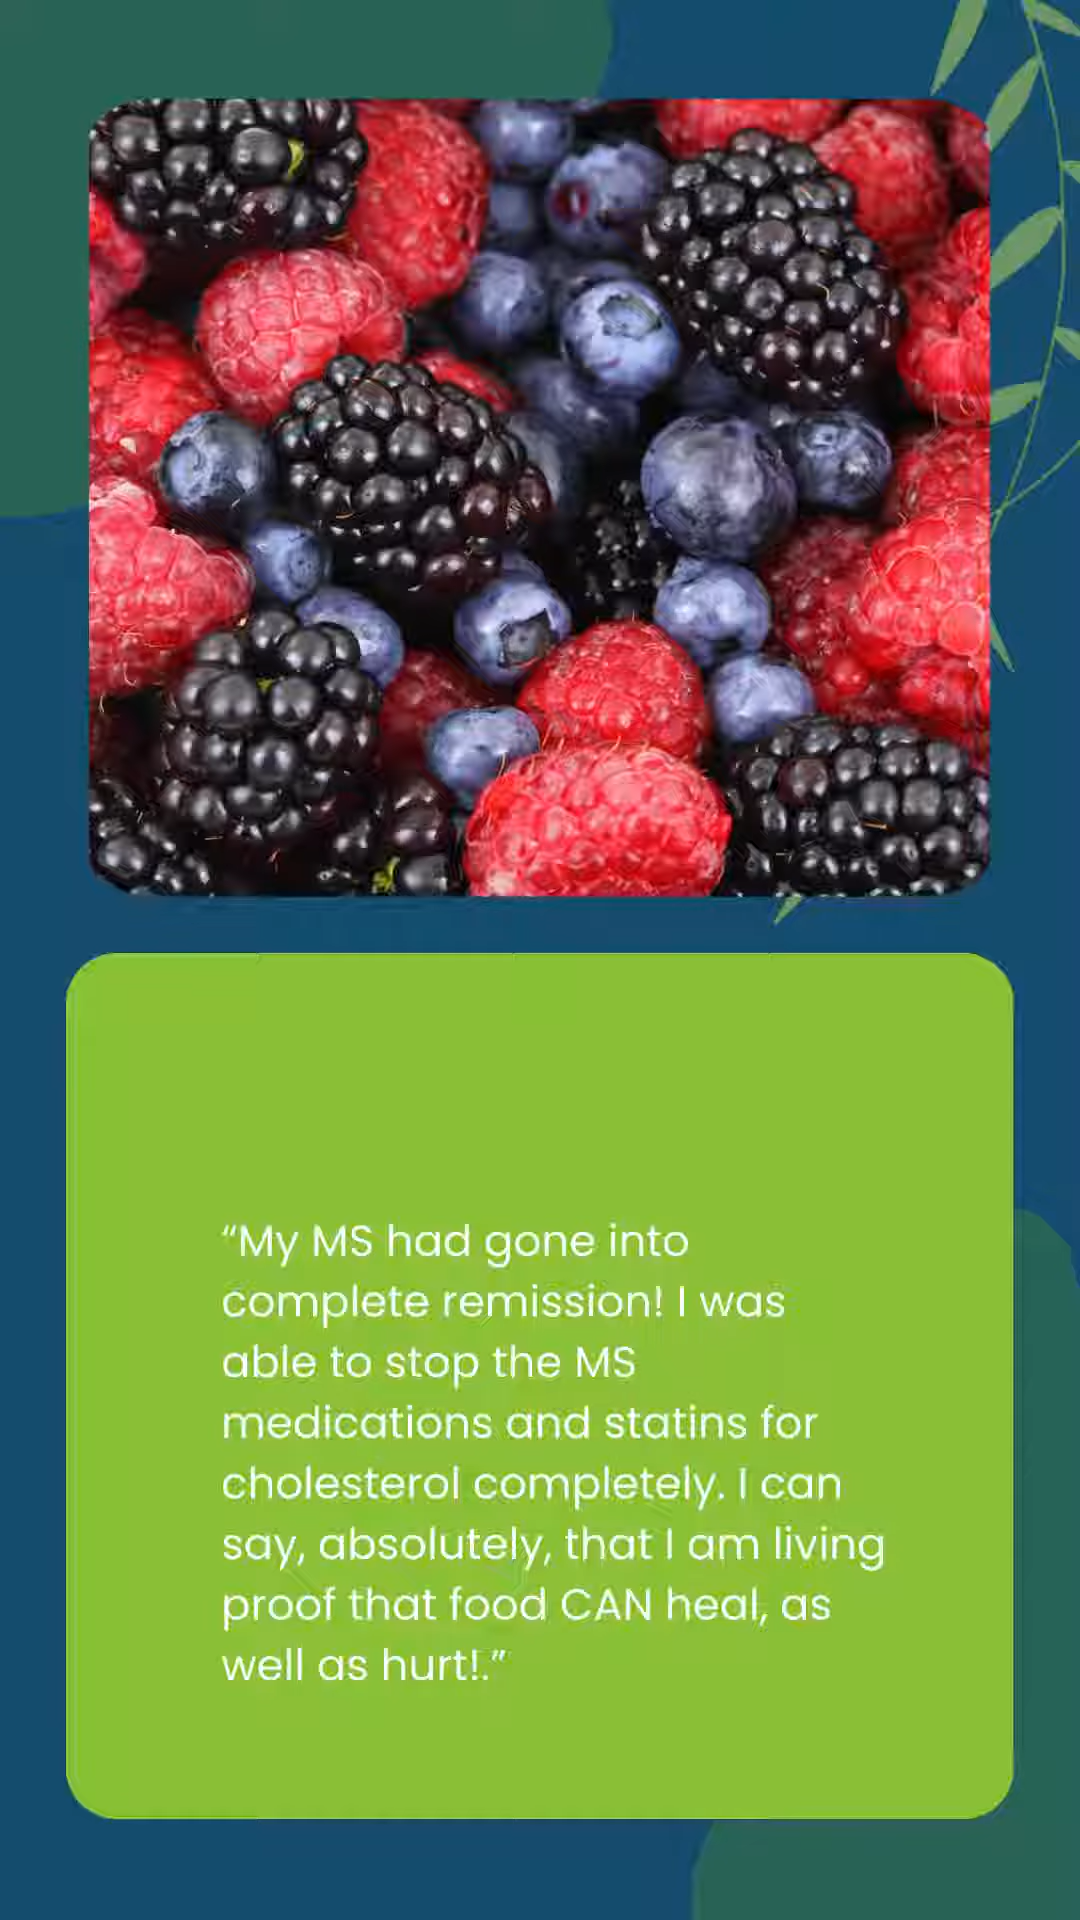 “My MS had gone into
complete remission! I was
able to stop the MS
medications and statins for
cholesterol completely. I can
say, absolutely, that I am living
proof that food CAN heal, as
well as hurt!.”